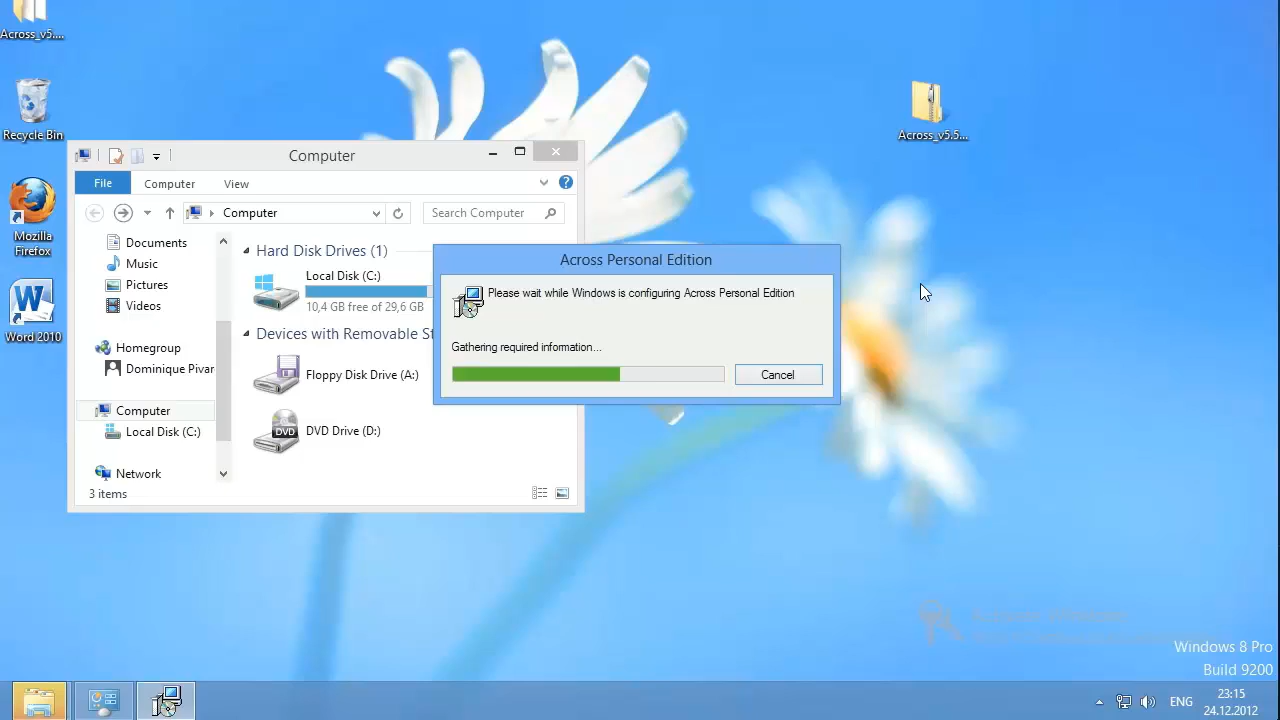 Across_v5....
Recycle Bin
Mozilla
Firefox
W
Word 2010
Across_v5.5...
Computer
File
Computer
View
Computer
Search Computer
Documents
Music
Pictures
Videos
Homegroup
Dominique Pivar
Computer
Local Disk (C:)
Network
3 items
Hard Disk Drives (1)
Local Disk (C:)
10,4 GB free of 29,6 GB
Devices with Removable St
Floppy Disk Drive (A:)
DVD
DVD Drive (D:)
Across Personal Edition
Please wait while Windows is configuring Across Personal Edition
Gathering required information...
Cancel
Windows 8 Pro
Build 9200
ENG
23:15
24.12.2012